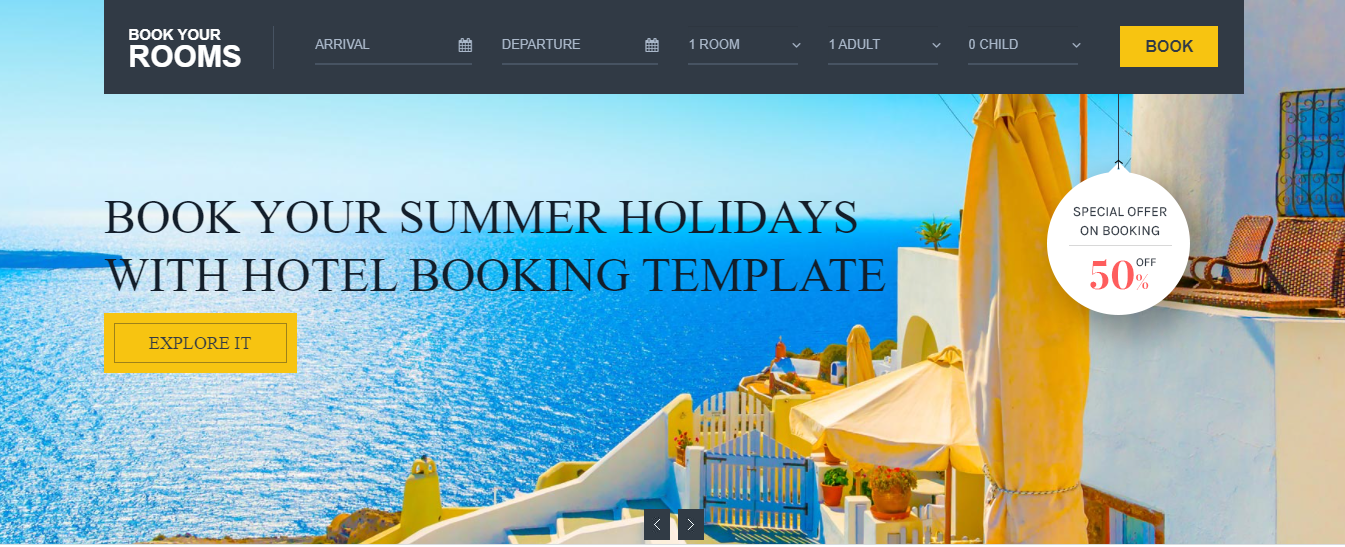 BOOK YOUR
ROOMS
ARRIVAL
DEPARTURE
1 ROOM
1 ADULT
0 CHILD
BOOK
BOOK YOUR SUMMER HOLIDAYS
WITH HOTEL BOOKING TEMPLATE
EXPLORE IT
SPECIAL OFFER
ON BOOKING
50% OFF